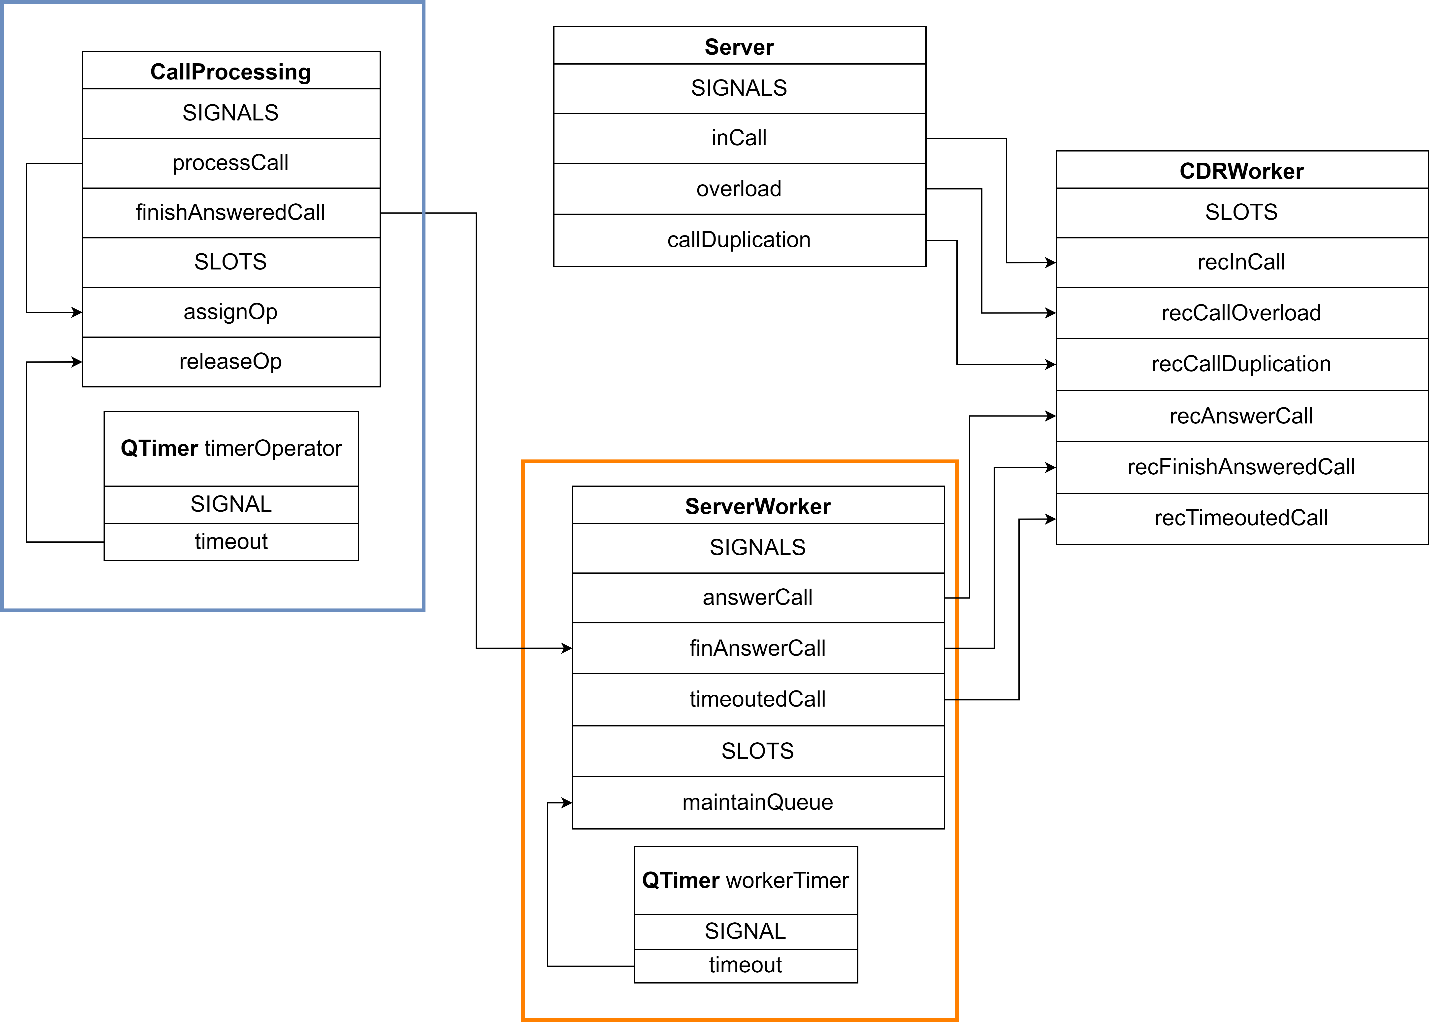 CallProcessing
SIGNALS
processCall
finishAnsweredCall
SLOTS
assignOp
releaseOp
QTimer timerOperator
SIGNAL
timeout
Server
SIGNALS
inCall
overload
callDuplication
CDRWorker
SLOTS
recInCall
recCallOverload
recCallDuplication
recAnswerCall
recFinishAnsweredCall
recTimeoutedCall
ServerWorker
SIGNALS
answerCall
finAnswerCall
timeoutedCall
SLOTS
maintainQueue
QTimer workerTimer
SIGNAL
timeout